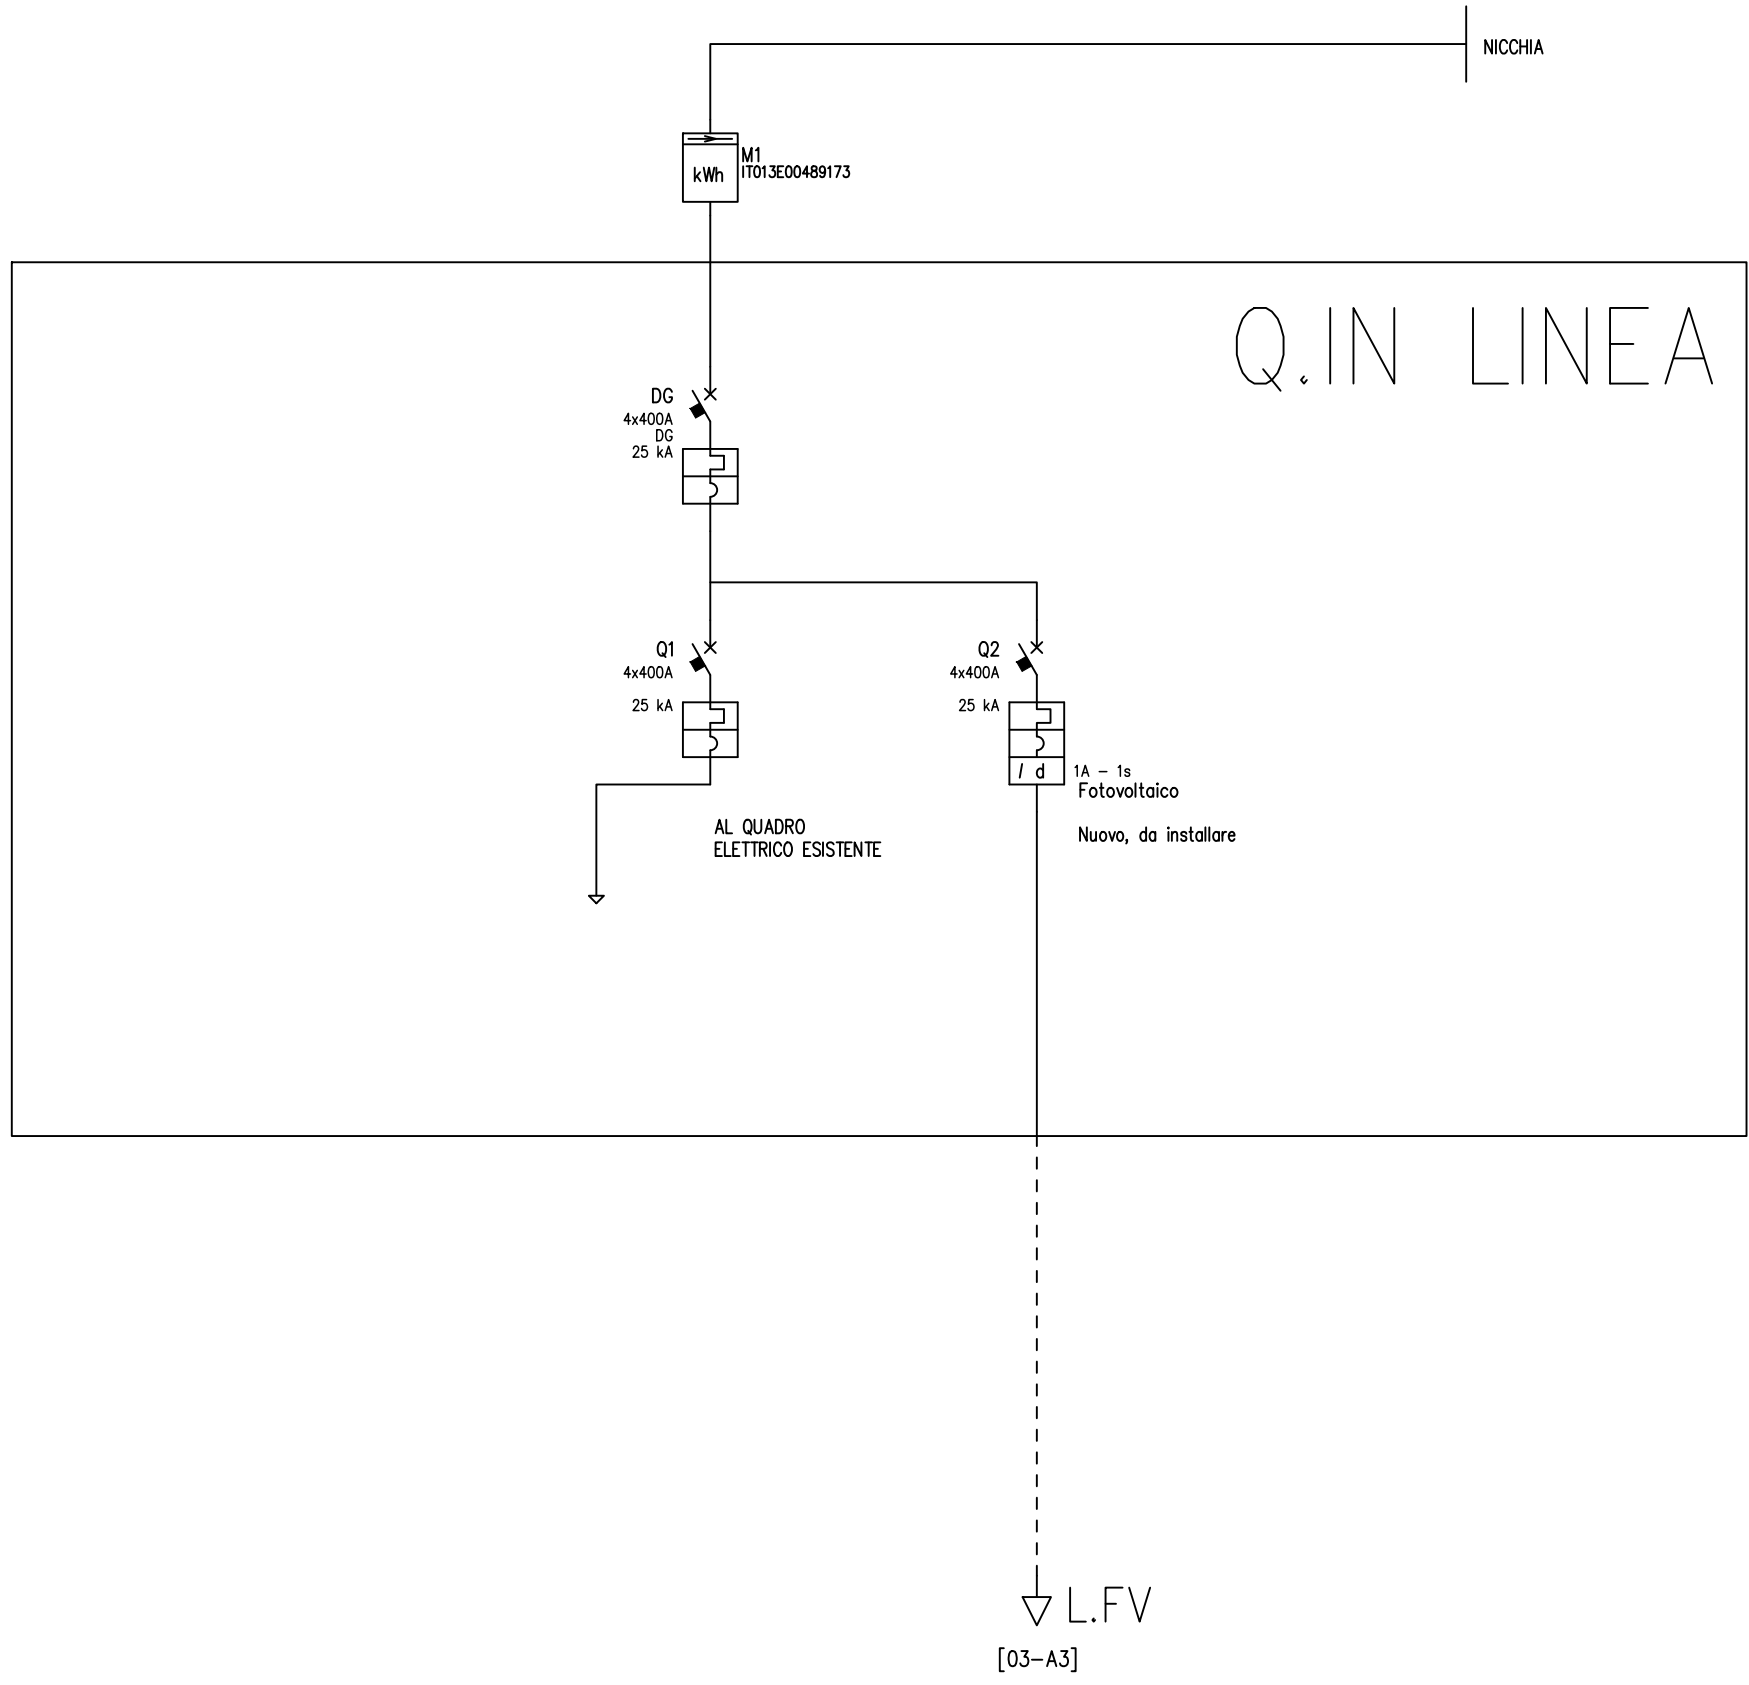 NICCHIA
M1
IT013E00489173
kWh
Q.IN LINEA
DG
4x400A
DG
25 kA
Q1
4x400A
25 kA
Q2
4x400A
25 kA
I d
1A - 1s
Fotovoltaico
Nuovo, da installare
AL QUADRO
ELETTRICO ESISTENTE
L.FV
[03-A3]